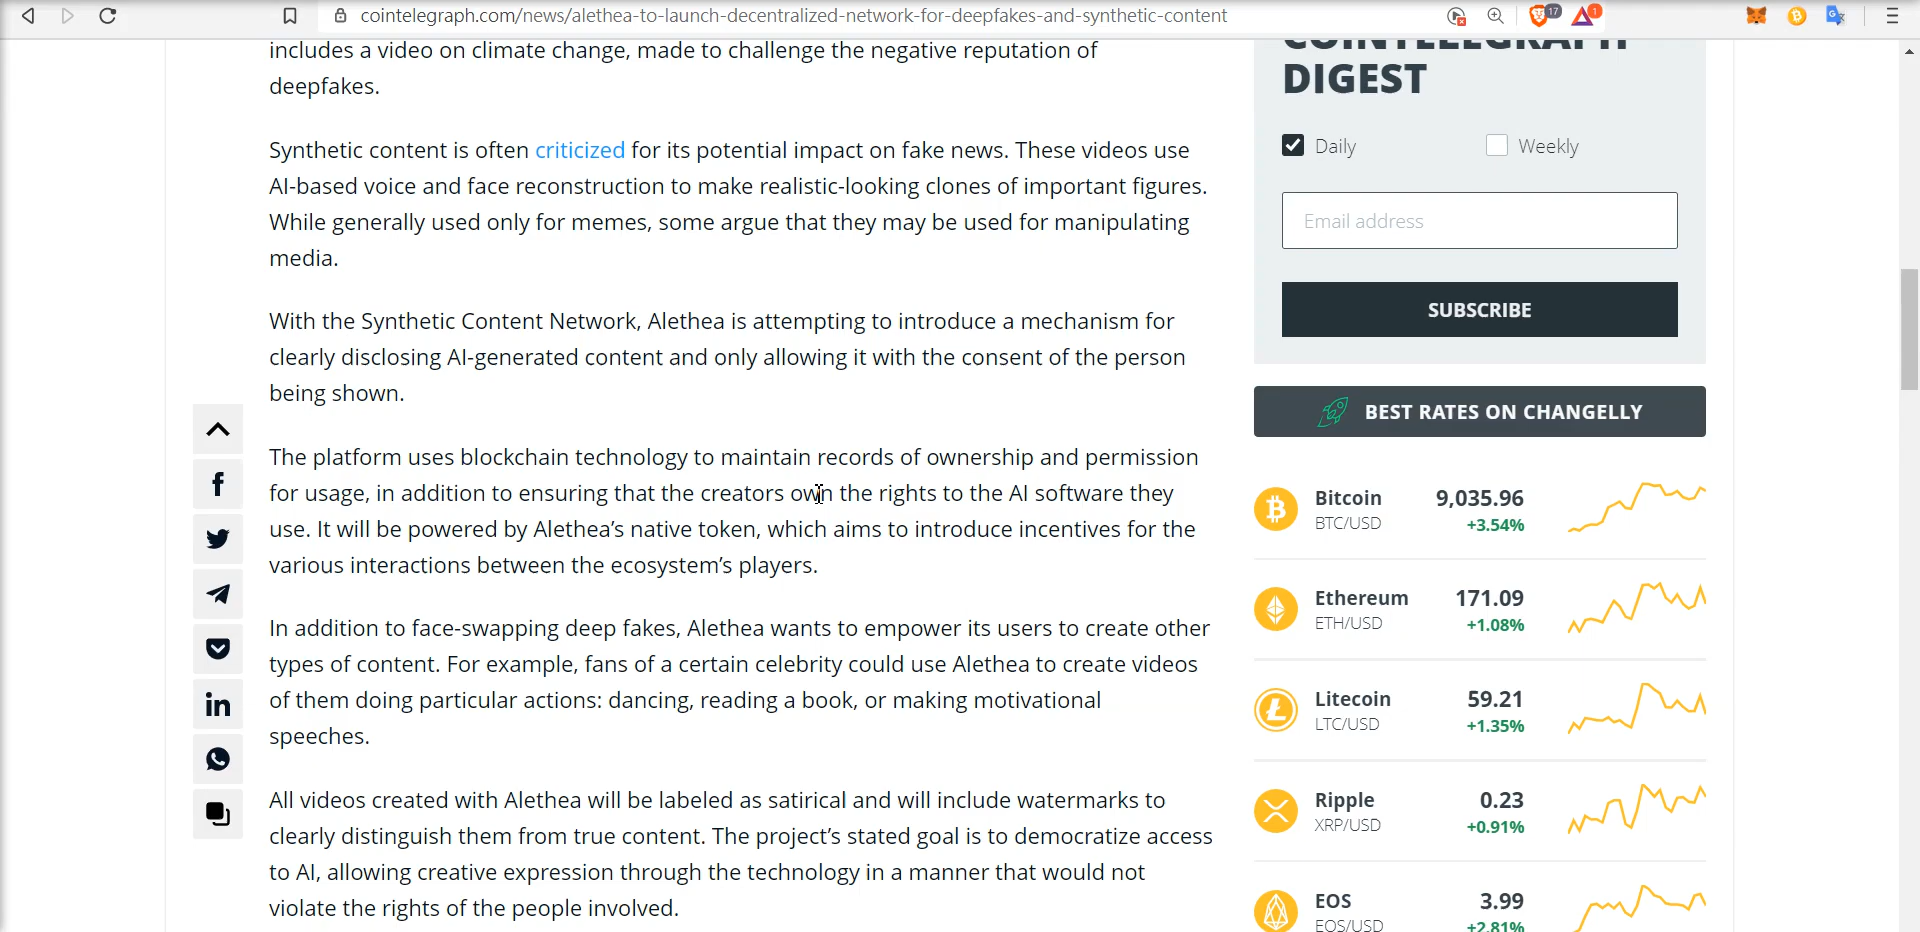 cointelegraph.com/news/alethea-to-launch-decentralized-network-for-deepfakes-and-synthetic-content
17
1
includes a video on climate change, made to challenge the negative reputation of
deepfakes.
Synthetic content is often criticized for its potential impact on fake news. These videos use
AI-based voice and face reconstruction to make realistic-looking clones of important figures.
While generally used only for memes, some argue that they may be used for manipulating
media.
With the Synthetic Content Network, Alethea is attempting to introduce a mechanism for
clearly disclosing AI-generated content and only allowing it with the consent of the person
being shown.
The platform uses blockchain technology to maintain records of ownership and permission
for usage, in addition to ensuring that the creators own the rights to the AI software they
use. It will be powered by Alethea’s native token, which aims to introduce incentives for the
various interactions between the ecosystem’s players.
In addition to face-swapping deep fakes, Alethea wants to empower its users to create other
types of content. For example, fans of a certain celebrity could use Alethea to create videos
of them doing particular actions: dancing, reading a book, or making motivational
speeches.
All videos created with Alethea will be labeled as satirical and will include watermarks to
clearly distinguish them from true content. The project’s stated goal is to democratize access
to AI, allowing creative expression through the technology in a manner that would not
violate the rights of the people involved.
COINTELEGRAPH
DIGEST
Daily
Weekly
Email address
SUBSCRIBE
BEST RATES ON CHANGELLY
Bitcoin 9,035.96
BTC/USD +3.54%
Ethereum 171.09
ETH/USD +1.08%
Litecoin 59.21
LTC/USD +1.35%
Ripple 0.23
XRP/USD +0.91%
EOS 3.99
EOS/USD +2.81%